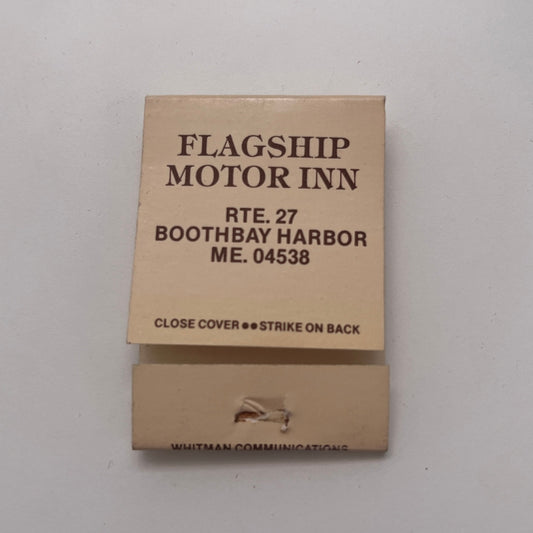 FLAGSHIP
MOTOR INN
RTE. 27
BOOTHBAY HARBOR
ME. 04538
CLOSE COVER●●STRIKE ON BACK
WHITMAN COMMUNICATIONS